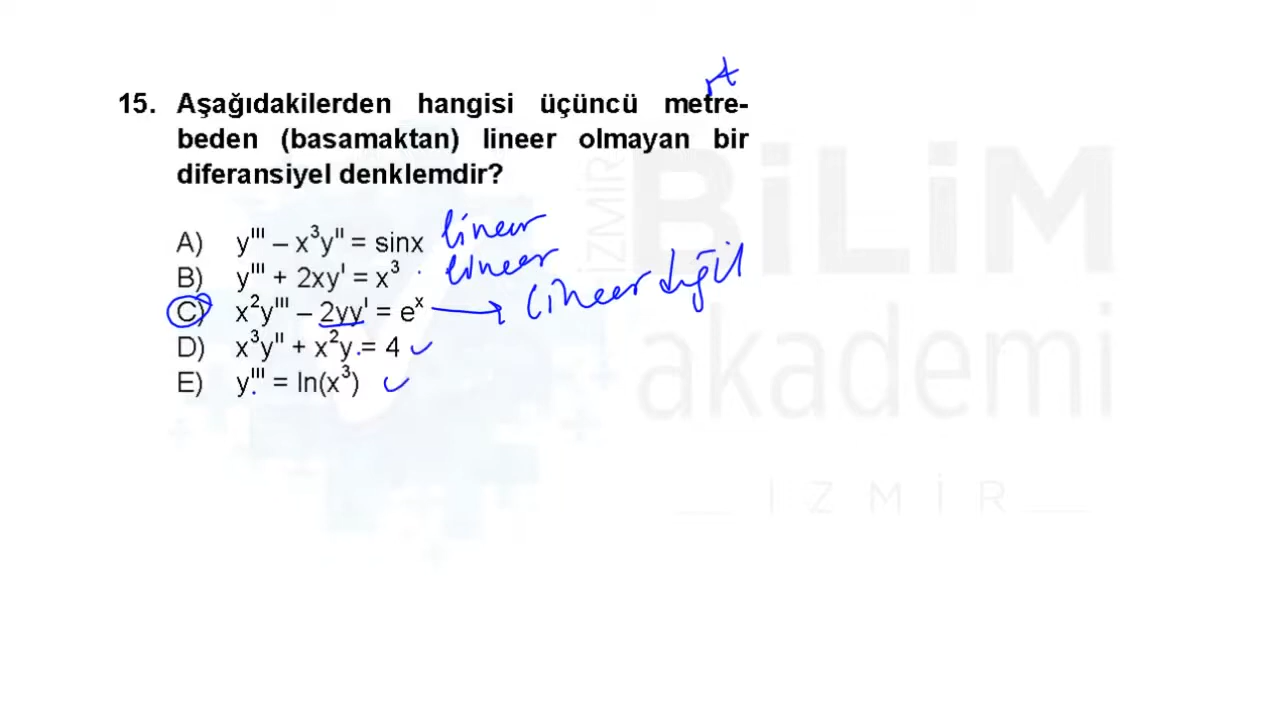 rt
15. Aşağıdakilerden hangisi üçüncü metre-
beden (basamaktan) lineer olmayan bir
diferansiyel denklemdir?
A) y''' – x³y'' = sinx lineer
B) y''' + 2xy' = x³ lineer
C) x²y''' – 2yy' = eˣ → lineer değil
D) x³y'' + x²y = 4 ✓
E) y''' = ln(x³) ✓
İZMİR BİLİM
akademi
İZMİR